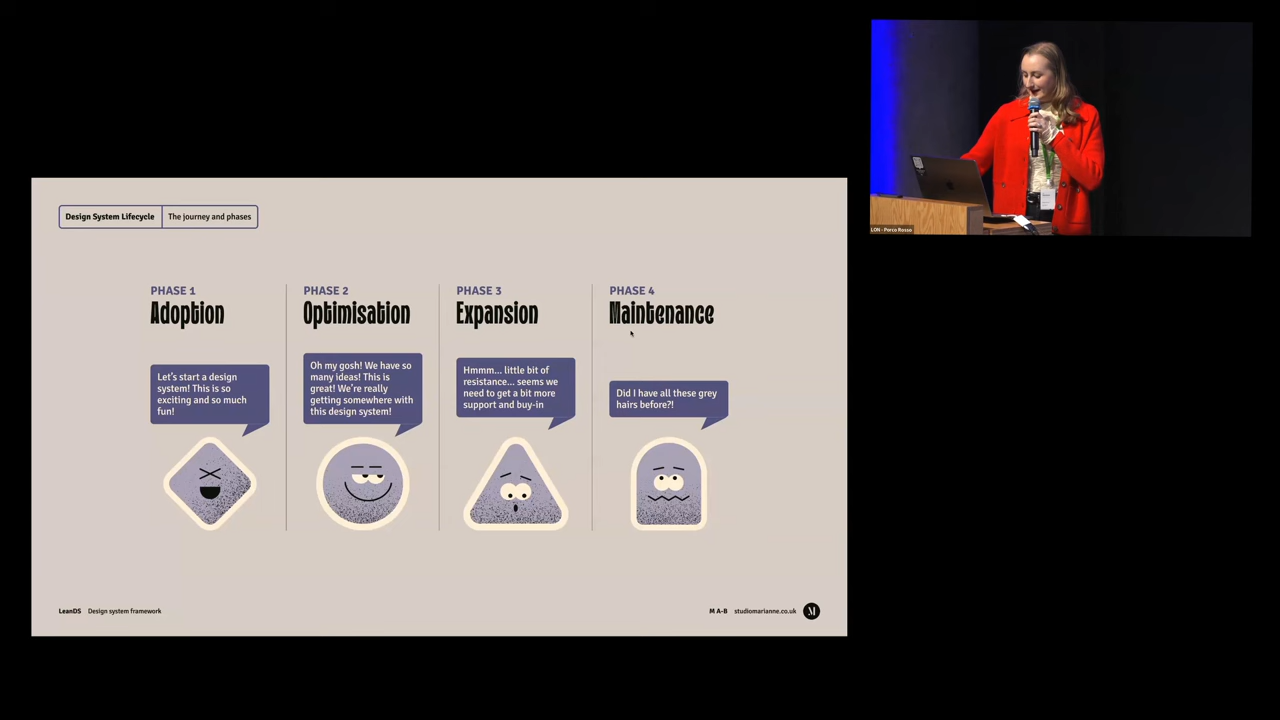 Design System Lifecycle The journey and phases
PHASE 1
Adoption
Let's start a design
system! This is so
exciting and so much
fun!
PHASE 2
Optimisation
Oh my gosh! We have so
many ideas! This is
great! We're really
getting somewhere with
this design system!
PHASE 3
Expansion
Hmmm... little bit of
resistance... seems we
need to get a bit more
support and buy-in
PHASE 4
Maintenance
Did I have all these grey
hairs before?!
LeanDS Design system framework
M A-B studiomarianne.co.uk M
LON - Porco Rosso